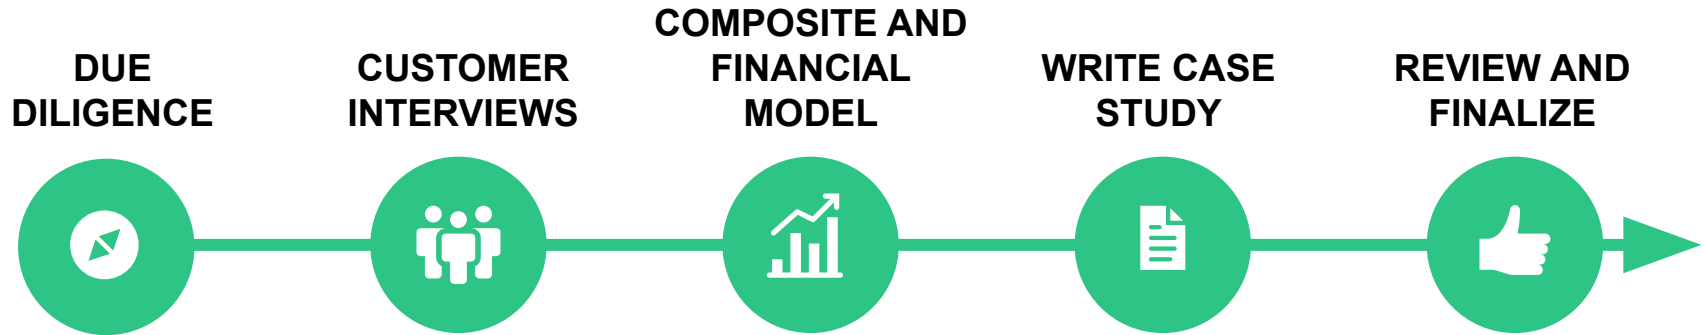 DUE
DILIGENCE
CUSTOMER
INTERVIEWS
COMPOSITE AND
FINANCIAL
MODEL
WRITE CASE
STUDY
REVIEW AND
FINALIZE